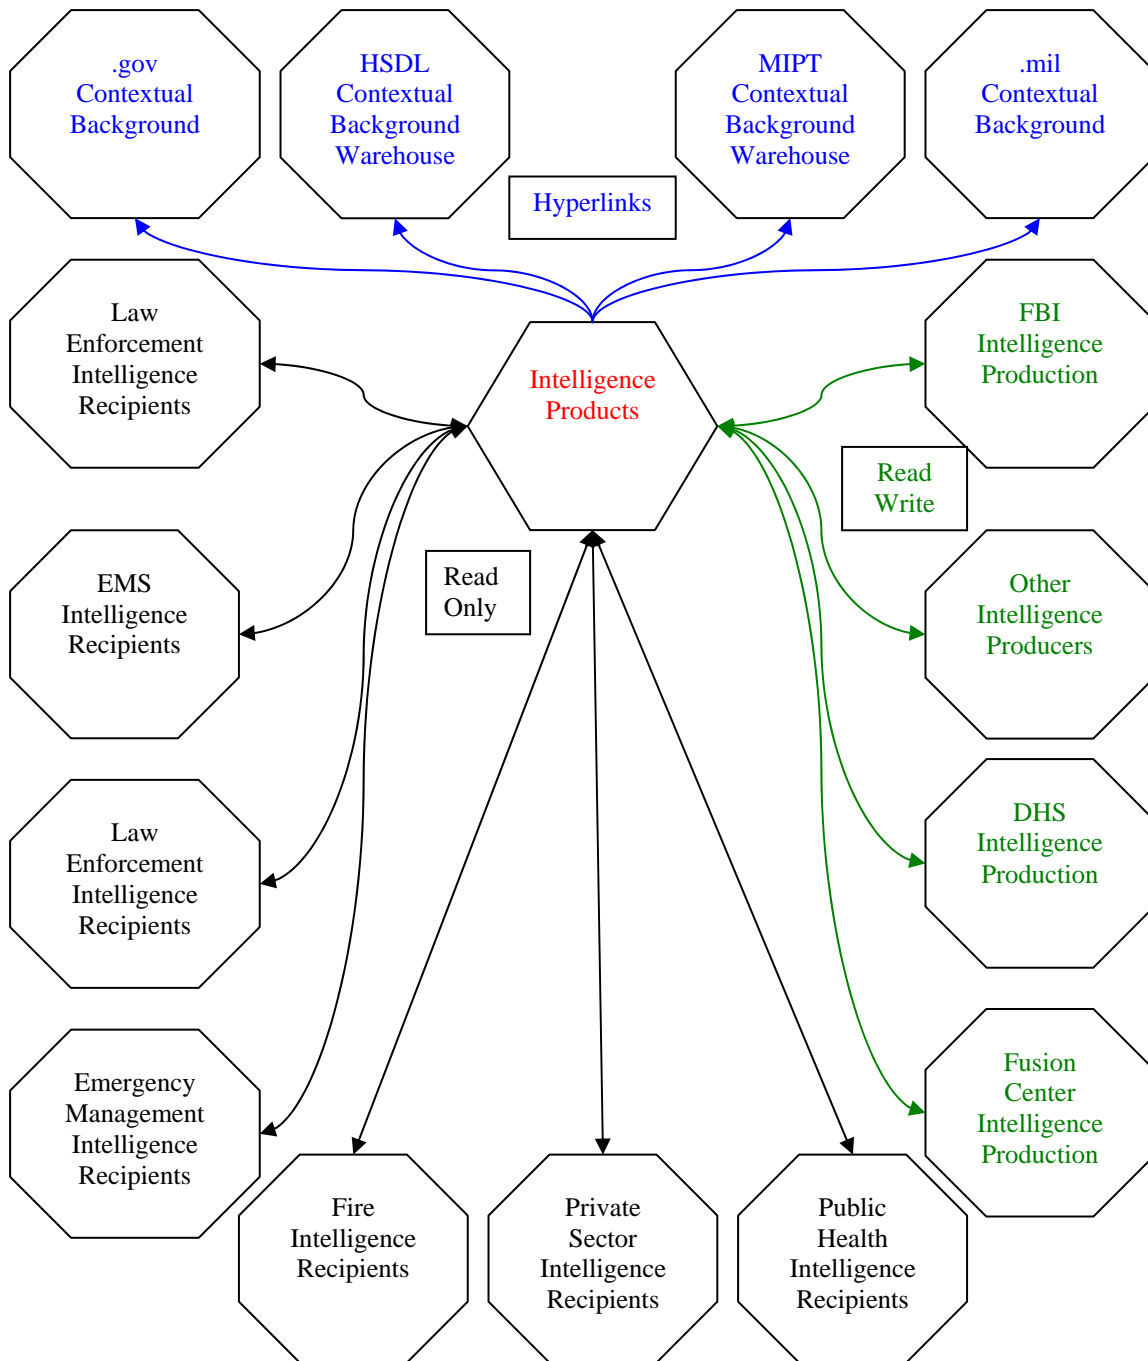 .gov
Contextual
Background
HSDL
Contextual
Background
Warehouse
MIPT
Contextual
Background
Warehouse
.mil
Contextual
Background
Hyperlinks
Law
Enforcement
Intelligence
Recipients
Intelligence
Products
FBI
Intelligence
Production
Read
Write
EMS
Intelligence
Recipients
Read
Only
Other
Intelligence
Producers
Law
Enforcement
Intelligence
Recipients
DHS
Intelligence
Production
Emergency
Management
Intelligence
Recipients
Fusion
Center
Intelligence
Production
Fire
Intelligence
Recipients
Private
Sector
Intelligence
Recipients
Public
Health
Intelligence
Recipients